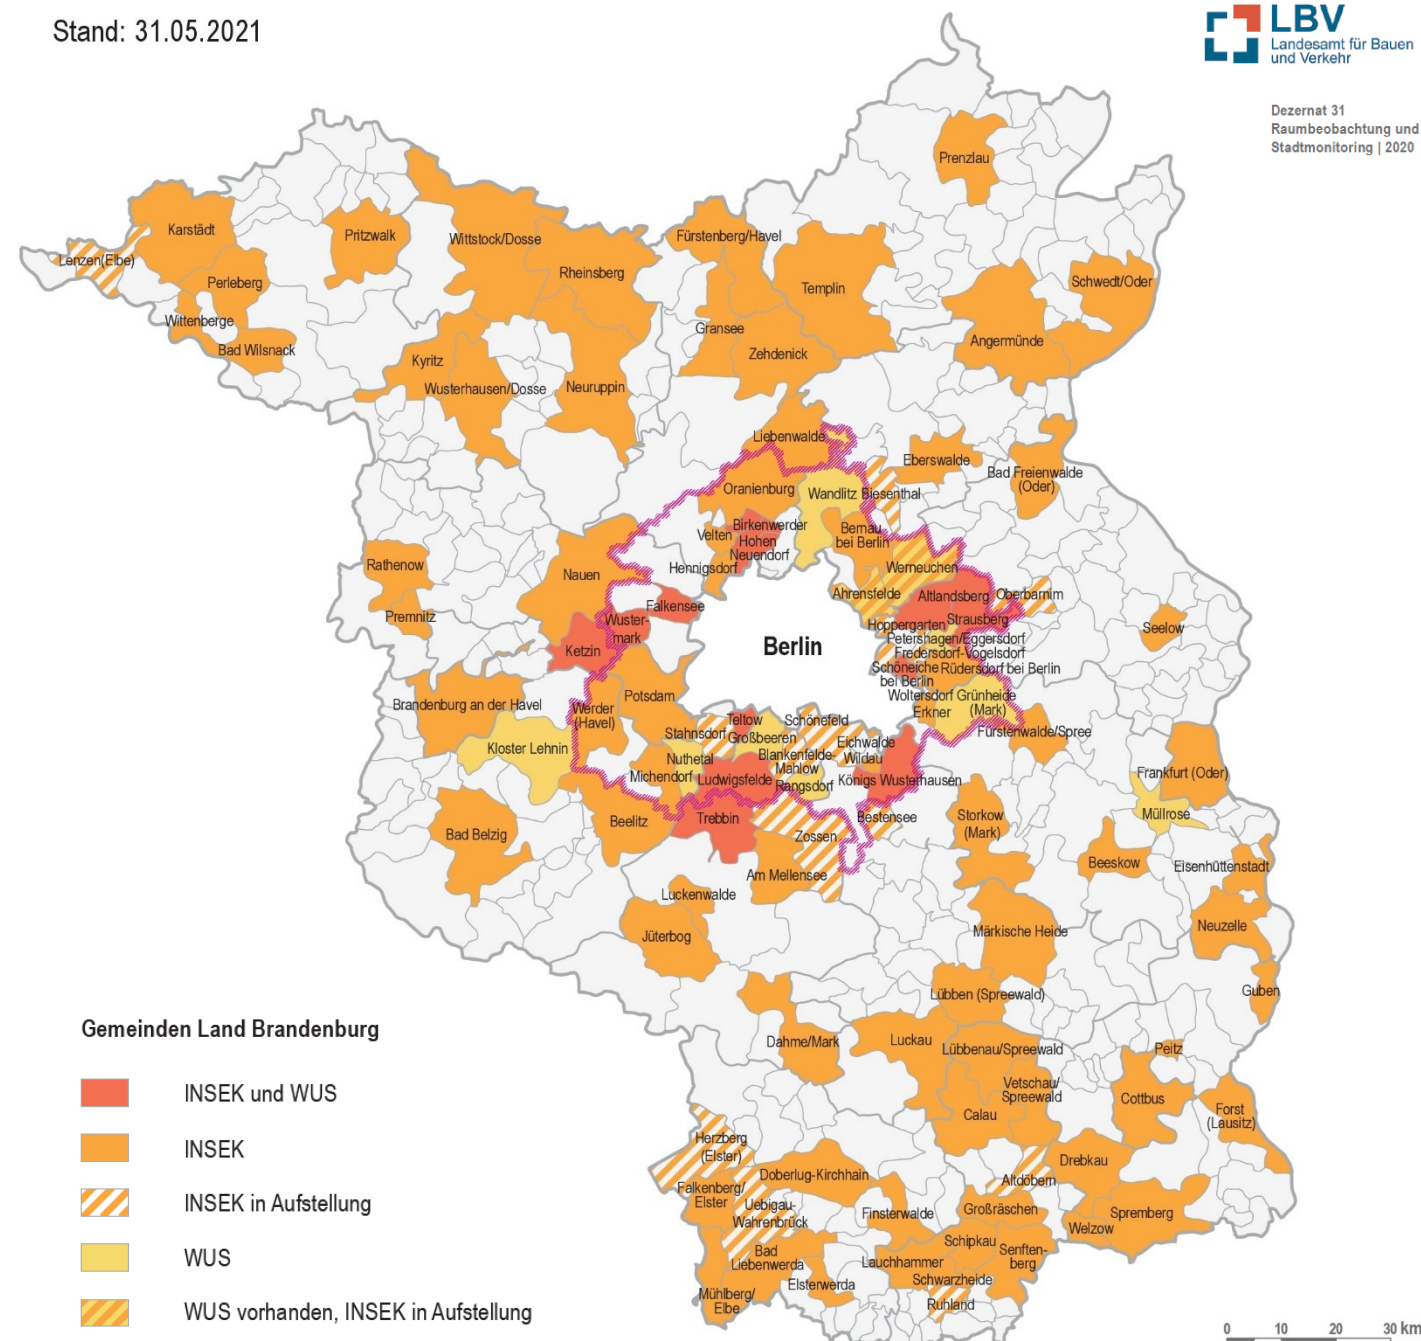 Stand: 31.05.2021
LBV
Landesamt für Bauen
und Verkehr
Dezernat 31
Raumbeobachtung und
Stadtmonitoring | 2020
Prenzlau
Karstädt
Pritzwalk
Wittstock/Dosse
Fürstenberg/Havel
Lenzen(Elbe)
Rheinsberg
Perleberg
Templin
Schwedt/Oder
Wittenberge
Gransee
Angermünde
Bad Wilsnack
Zehdenick
Kyritz
Wusterhausen/Dosse
Neuruppin
Liebenwalde
Eberswalde
Bad Freienwalde
(Oder)
Oranienburg
Wandlitz
Biesenthal
Birkenwerder
Velten
Hohen
Neuendorf
Bernau
bei Berlin
Hennigsdorf
Rathenow
Nauen
Werneuchen
Ahrensfelde
Altlandsberg
Oberbarnim
Premnitz
Falkensee
Wuster-
mark
Hoppegarten
Strausberg
Seelow
Ketzin
Berlin
Petershagen/Eggersdorf
Fredersdorf-Vogelsdorf
Schöneiche
bei Berlin
Rüdersdorf bei Berlin
Brandenburg an der Havel
Potsdam
Werder
(Havel)
Woltersdorf
Grünheide
(Mark)
Erkner
Teltow
Schönefeld
Stahnsdorf
Großbeeren
Fürstenwalde/Spree
Kloster Lehnin
Eichwalde
Nuthetal
Blankenfelde-
Mahlow
Wildau
Michendorf
Ludwigsfelde
Rangsdorf
Königs Wusterhausen
Frankfurt (Oder)
Müllrose
Trebbin
Beelitz
Bestensee
Storkow
(Mark)
Bad Belzig
Zossen
Beeskow
Eisenhüttenstadt
Am Mellensee
Luckenwalde
Neuzelle
Jüterbog
Märkische Heide
Guben
Lübben (Spreewald)
Gemeinden Land Brandenburg
Dahme/Mark
Luckau
Lübbenau/Spreewald
Peitz
INSEK und WUS
Vetschau/
Spreewald
Cottbus
Calau
Forst
(Lausitz)
INSEK
Herzberg
(Elster)
Drebkau
Doberlug-Kirchhain
Altdöbern
INSEK in Aufstellung
Falkenberg/
Elster
Uebigau-
Wahrenbrück
Finsterwalde
Großräschen
Spremberg
Welzow
WUS
Bad
Liebenwerda
Schipkau
Senften-
berg
Lauchhammer
Elsterwerda
Schwarzheide
Mühlberg/
Elbe
Ruhland
WUS vorhanden, INSEK in Aufstellung
0 10 20 30 km